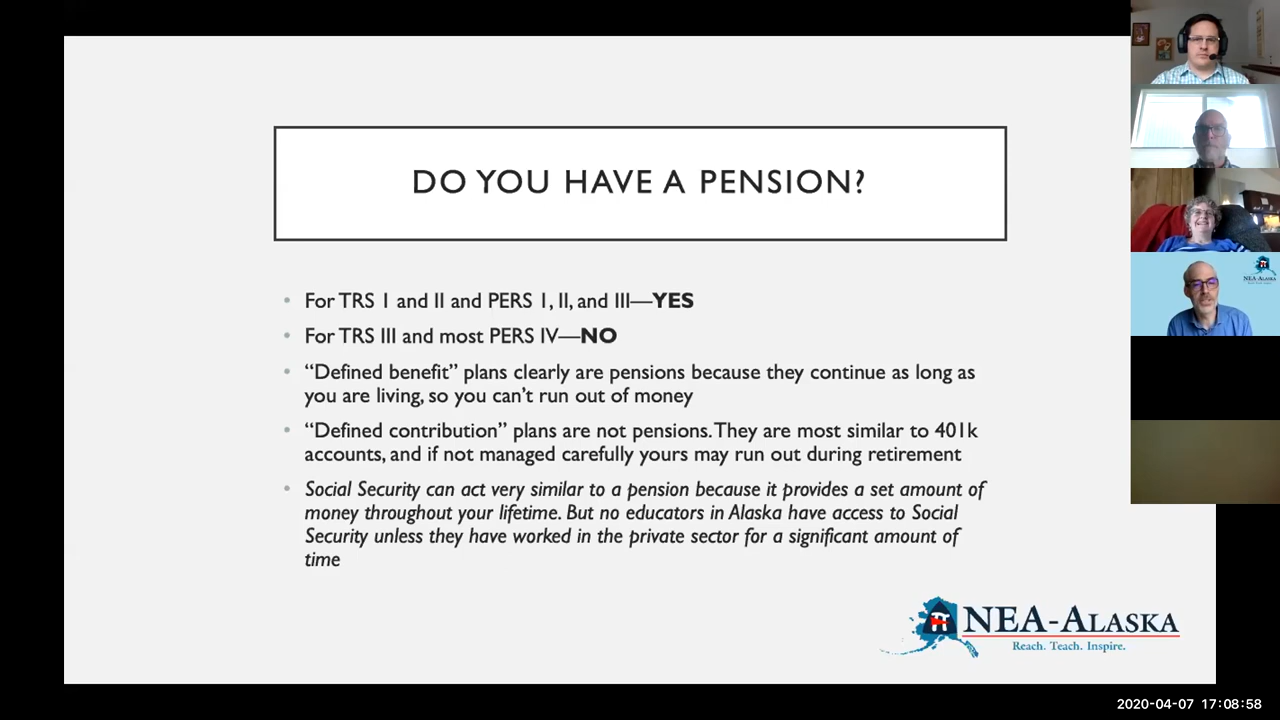 DO YOU HAVE A PENSION?
• For TRS 1 and II and PERS 1, II, and III—YES
• For TRS III and most PERS IV—NO
• “Defined benefit” plans clearly are pensions because they continue as long as
you are living, so you can’t run out of money
• “Defined contribution” plans are not pensions. They are most similar to 401k
accounts, and if not managed carefully yours may run out during retirement
• Social Security can act very similar to a pension because it provides a set amount of
money throughout your lifetime. But no educators in Alaska have access to Social
Security unless they have worked in the private sector for a significant amount of
time
NEA-ALASKA
Reach. Teach. Inspire.
NEA-ALASKA
2020-04-07 17:08:58